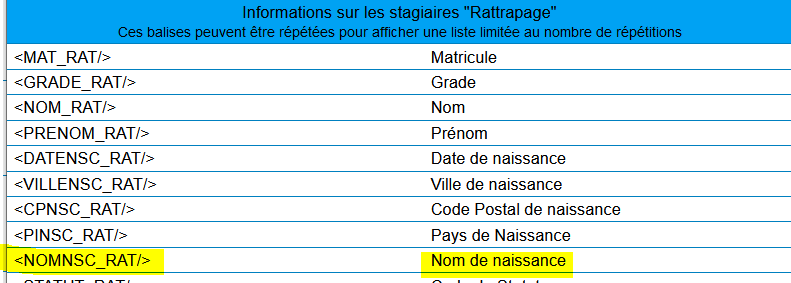 Informations sur les stagiaires "Rattrapage"
Ces balises peuvent être répétées pour afficher une liste limitée au nombre de répétitions
<MAT_RAT/> Matricule
<GRADE_RAT/> Grade
<NOM_RAT/> Nom
<PRENOM_RAT/> Prénom
<DATENSC_RAT/> Date de naissance
<VILLENSC_RAT/> Ville de naissance
<CPNSC_RAT/> Code Postal de naissance
<PINSC_RAT/> Pays de Naissance
<NOMNSC_RAT/> Nom de naissance